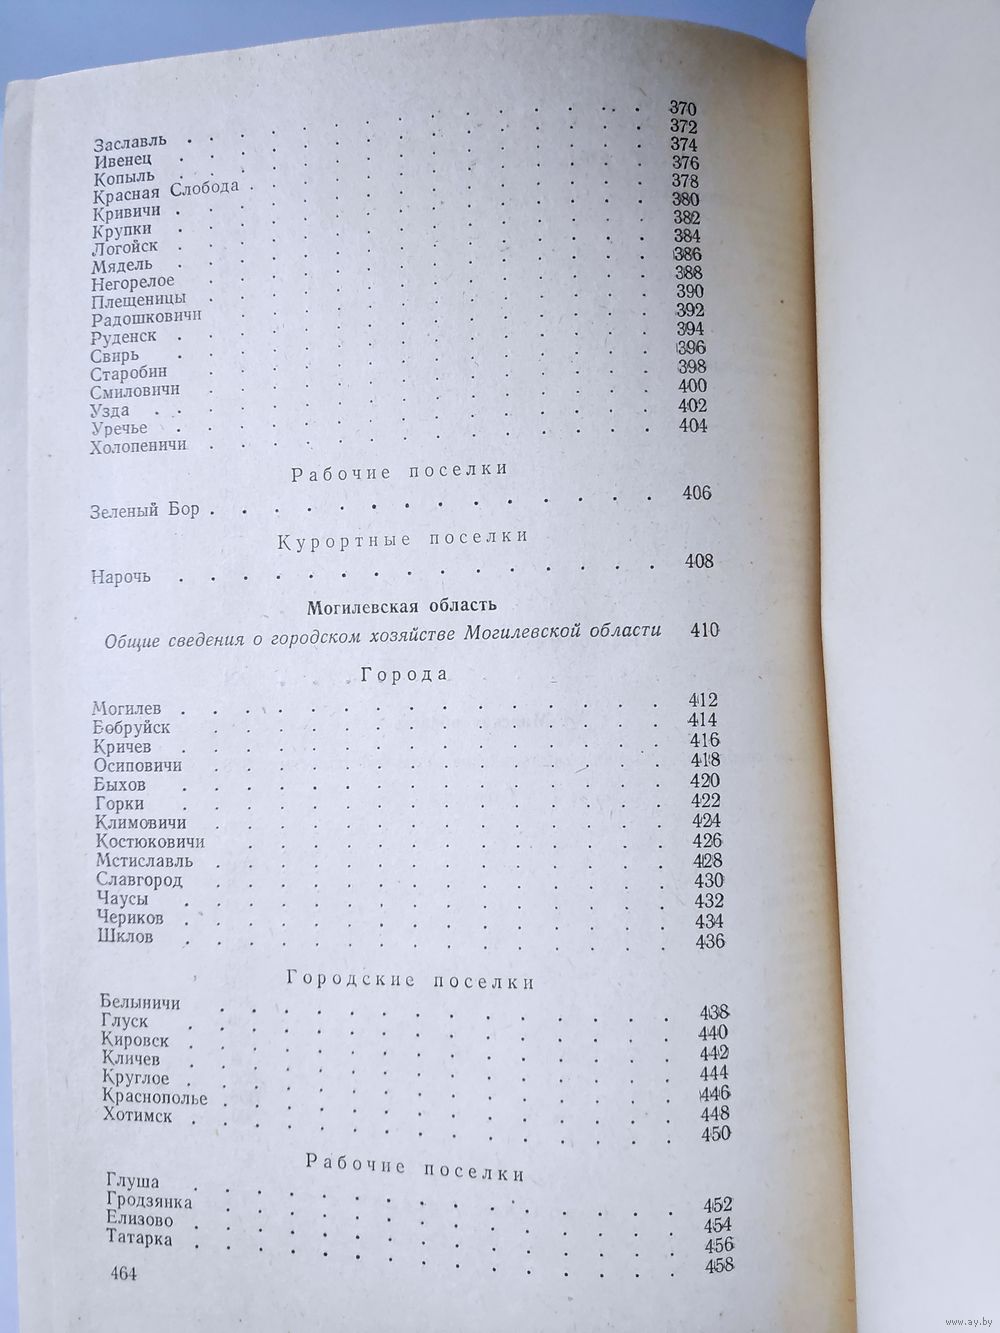 Заславль . . . . . . . . . . . . . . 370
Ивенец . . . . . . . . . . . . . . 372
Копыль . . . . . . . . . . . . . . 374
Красная Слобода . . . . . . . . . . . . 376
Кривичи . . . . . . . . . . . . . . 378
Крупки . . . . . . . . . . . . . . 380
Логойск . . . . . . . . . . . . . . 382
Мядель . . . . . . . . . . . . . . 384
Негорелое . . . . . . . . . . . . . . 386
Плещеницы . . . . . . . . . . . . . . 388
Радошковичи . . . . . . . . . . . . . 390
Руденск . . . . . . . . . . . . . . 392
Свирь . . . . . . . . . . . . . . 394
Старобин . . . . . . . . . . . . . . 396
Смиловичи . . . . . . . . . . . . . . 398
Узда . . . . . . . . . . . . . . . 400
Уречье . . . . . . . . . . . . . . 402
Холопеничи . . . . . . . . . . . . . . 404
Рабочие поселки
Зеленый Бор . . . . . . . . . . . . . . 406
Курортные поселки
Нарочь . . . . . . . . . . . . . . . 408
Могилевская область
Общие сведения о городском хозяйстве Могилевской области 410
Города
Могилев . . . . . . . . . . . . . . . 412
Бобруйск . . . . . . . . . . . . . . 414
Кричев . . . . . . . . . . . . . . . 416
Осиповичи . . . . . . . . . . . . . . 418
Быхов . . . . . . . . . . . . . . . 420
Горки . . . . . . . . . . . . . . . 422
Климовичи . . . . . . . . . . . . . . 424
Костюковичи . . . . . . . . . . . . . 426
Мстиславль . . . . . . . . . . . . . . 428
Славгород . . . . . . . . . . . . . . 430
Чаусы . . . . . . . . . . . . . . . 432
Чериков . . . . . . . . . . . . . . . 434
Шклов . . . . . . . . . . . . . . . 436
Городские поселки
Белыничи . . . . . . . . . . . . . . 438
Глуск . . . . . . . . . . . . . . . 440
Кировск . . . . . . . . . . . . . . . 442
Кличев . . . . . . . . . . . . . . . 444
Круглое . . . . . . . . . . . . . . . 446
Краснополье . . . . . . . . . . . . . . 448
Хотимск . . . . . . . . . . . . . . . 450
Рабочие поселки
Глуша . . . . . . . . . . . . . . . 452
Гродзянка . . . . . . . . . . . . . . 454
Елизово . . . . . . . . . . . . . . . 456
Татарка . . . . . . . . . . . . . . . 458
464
www.ay.by